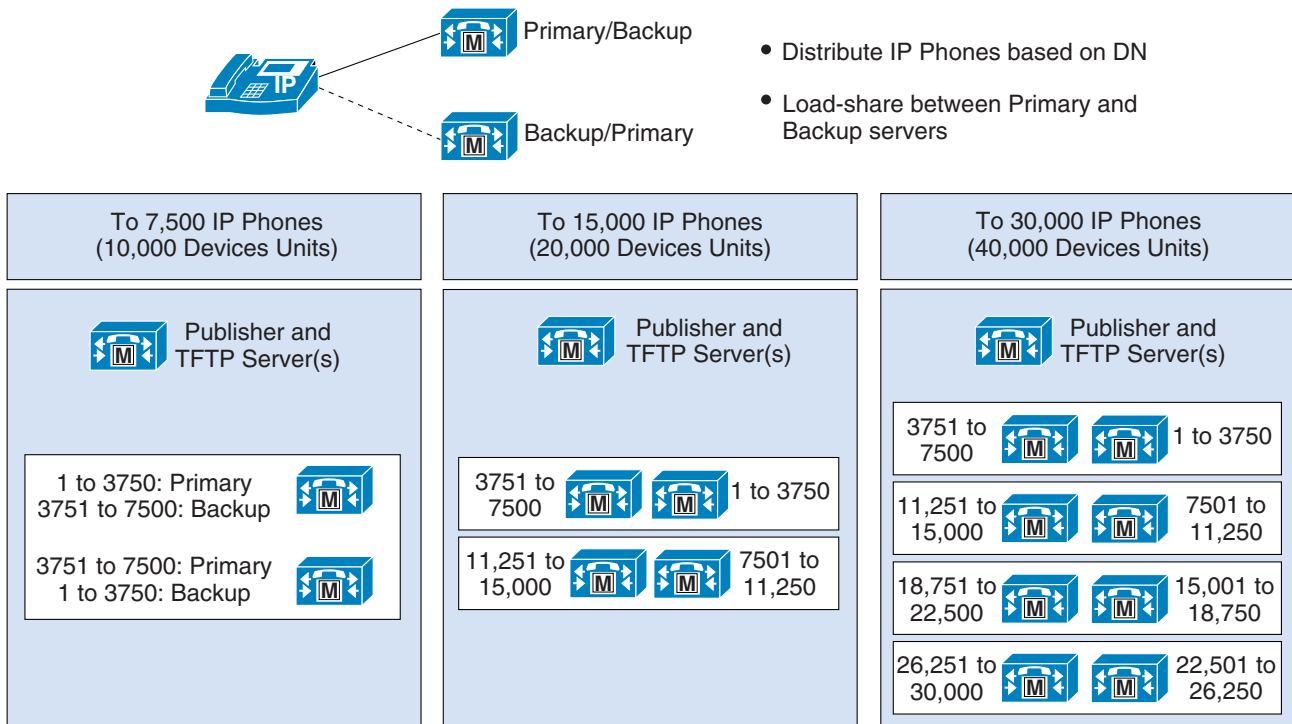 IP
M
Primary/Backup
M
Backup/Primary
• Distribute IP Phones based on DN
• Load-share between Primary and
Backup servers
To 7,500 IP Phones
(10,000 Devices Units)
M
Publisher and
TFTP Server(s)
1 to 3750: Primary
3751 to 7500: Backup
M
3751 to 7500: Primary
1 to 3750: Backup
M
To 15,000 IP Phones
(20,000 Devices Units)
M
Publisher and
TFTP Server(s)
3751 to
7500
M
M
1 to 3750
11,251 to
15,000
M
M
7501 to
11,250
To 30,000 IP Phones
(40,000 Devices Units)
M
Publisher and
TFTP Server(s)
3751 to
7500
M
M
1 to 3750
11,251 to
15,000
M
M
7501 to
11,250
18,751 to
22,500
M
M
15,001 to
18,750
26,251 to
30,000
M
M
22,501 to
26,250